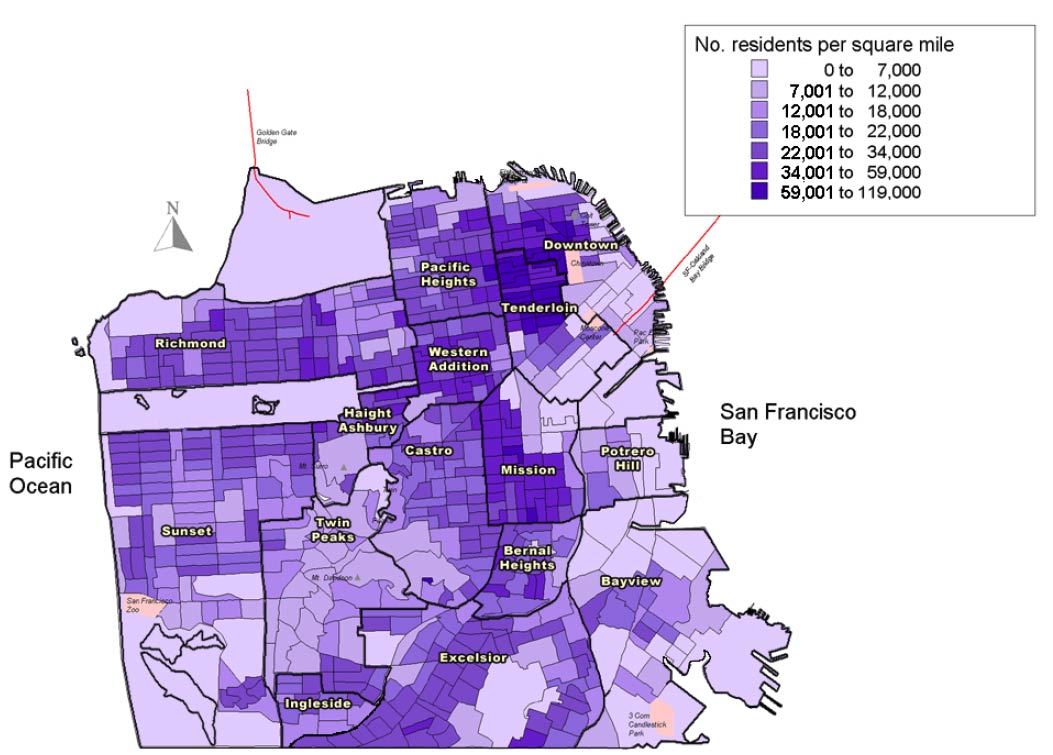 No. residents per square mile
0 to 7,000
7,001 to 12,000
12,001 to 18,000
18,001 to 22,000
22,001 to 34,000
34,001 to 59,000
59,001 to 119,000
Golden Gate
Bridge
N
SF-Oakland
Bay Bridge
Tower
Downtown
Chinatown
Pacific
Heights
Tenderloin
Center
Pac
Park
Richmond
Western
Addition
Haight
Ashbury
San Francisco
Bay
Castro
Pacific
Ocean
Mt.
Mission
Potrero
Hill
Sunset
Twin
Peaks
Bernal
Heights
Mt. Davidson
Bayview
San Francisco
Zoo
Excelsior
Ingleside
3 Com
Candlestick
Park